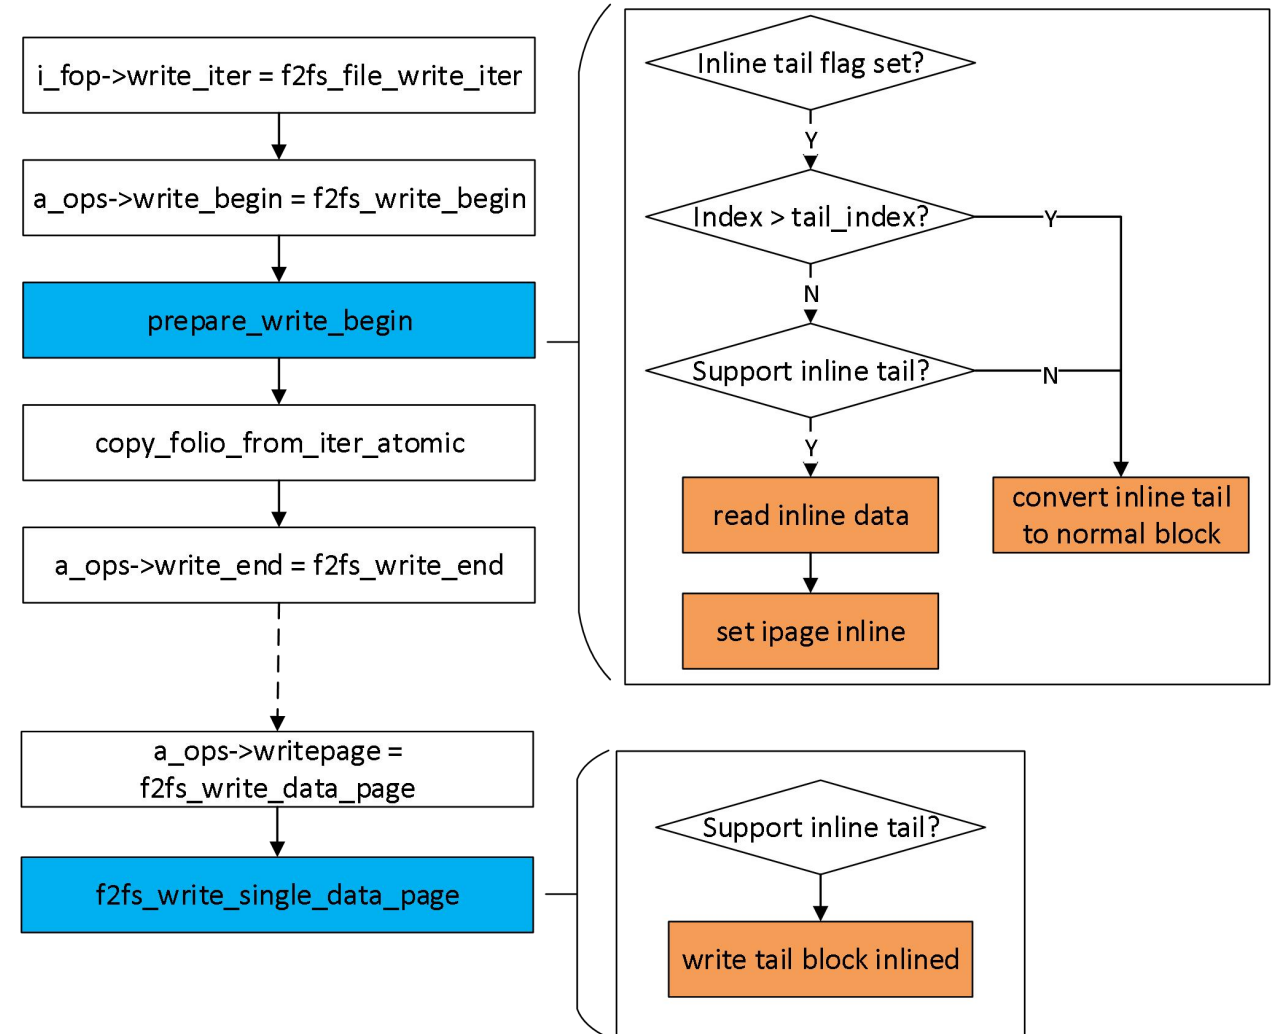 i_fop->write_iter = f2fs_file_write_iter
a_ops->write_begin = f2fs_write_begin
prepare_write_begin
copy_folio_from_iter_atomic
a_ops->write_end = f2fs_write_end
a_ops->writepage =
f2fs_write_data_page
f2fs_write_single_data_page
Inline tail flag set?
Y
Index > tail_index?
Y
N
Support inline tail?
N
Y
read inline data
convert inline tail
to normal block
set ipage inline
Support inline tail?
write tail block inlined